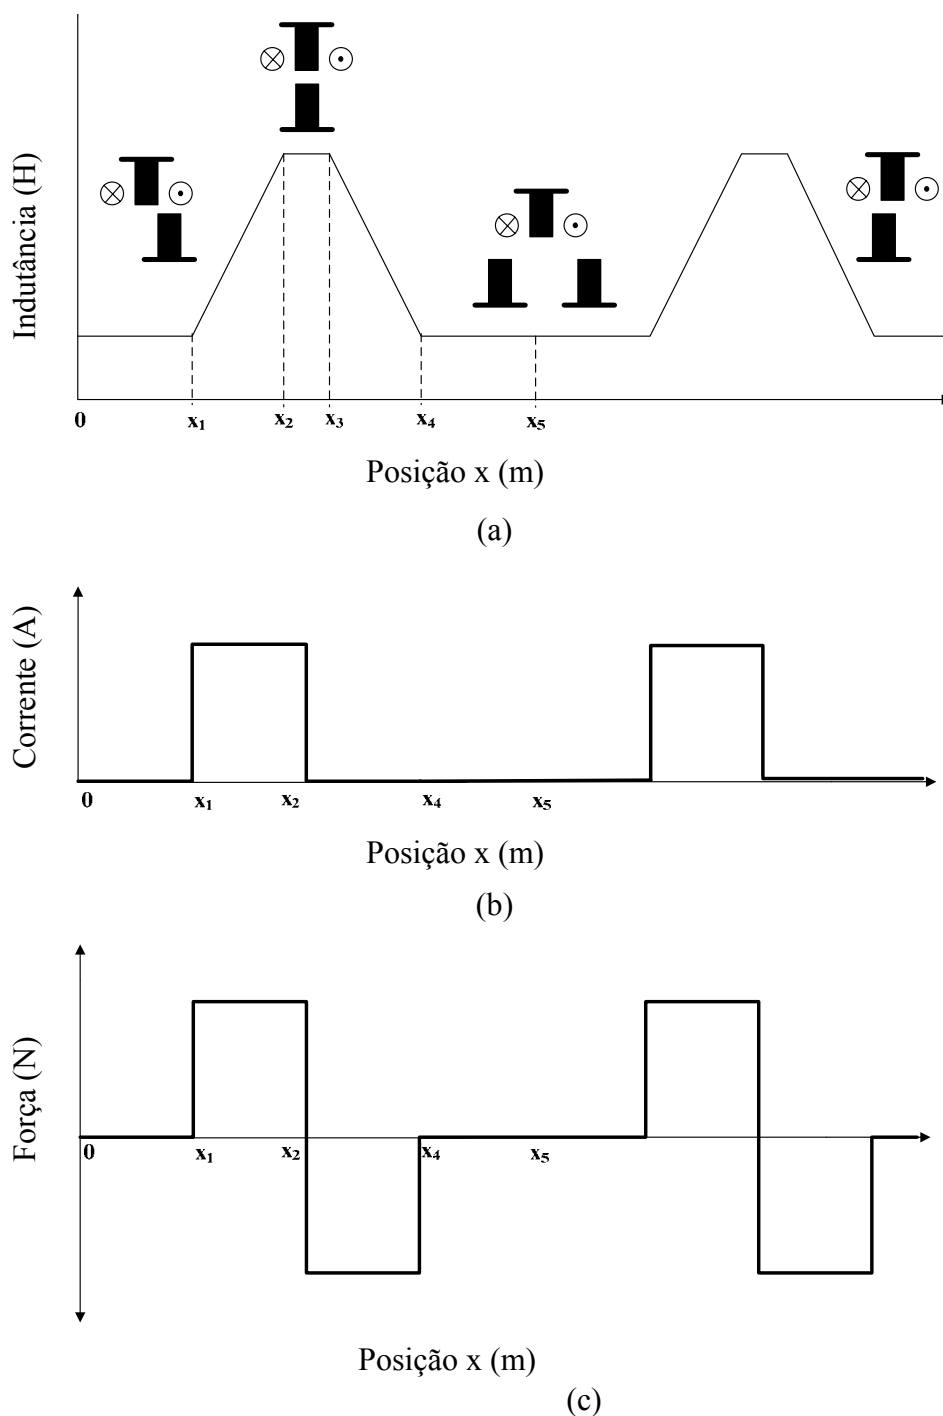 Indutância (H)
0
x1
x2
x3
x4
x5
Posição x (m)
(a)
Corrente (A)
0
x1
x2
x4
x5
Posição x (m)
(b)
Força (N)
0
x1
x2
x4
x5
Posição x (m)
(c)